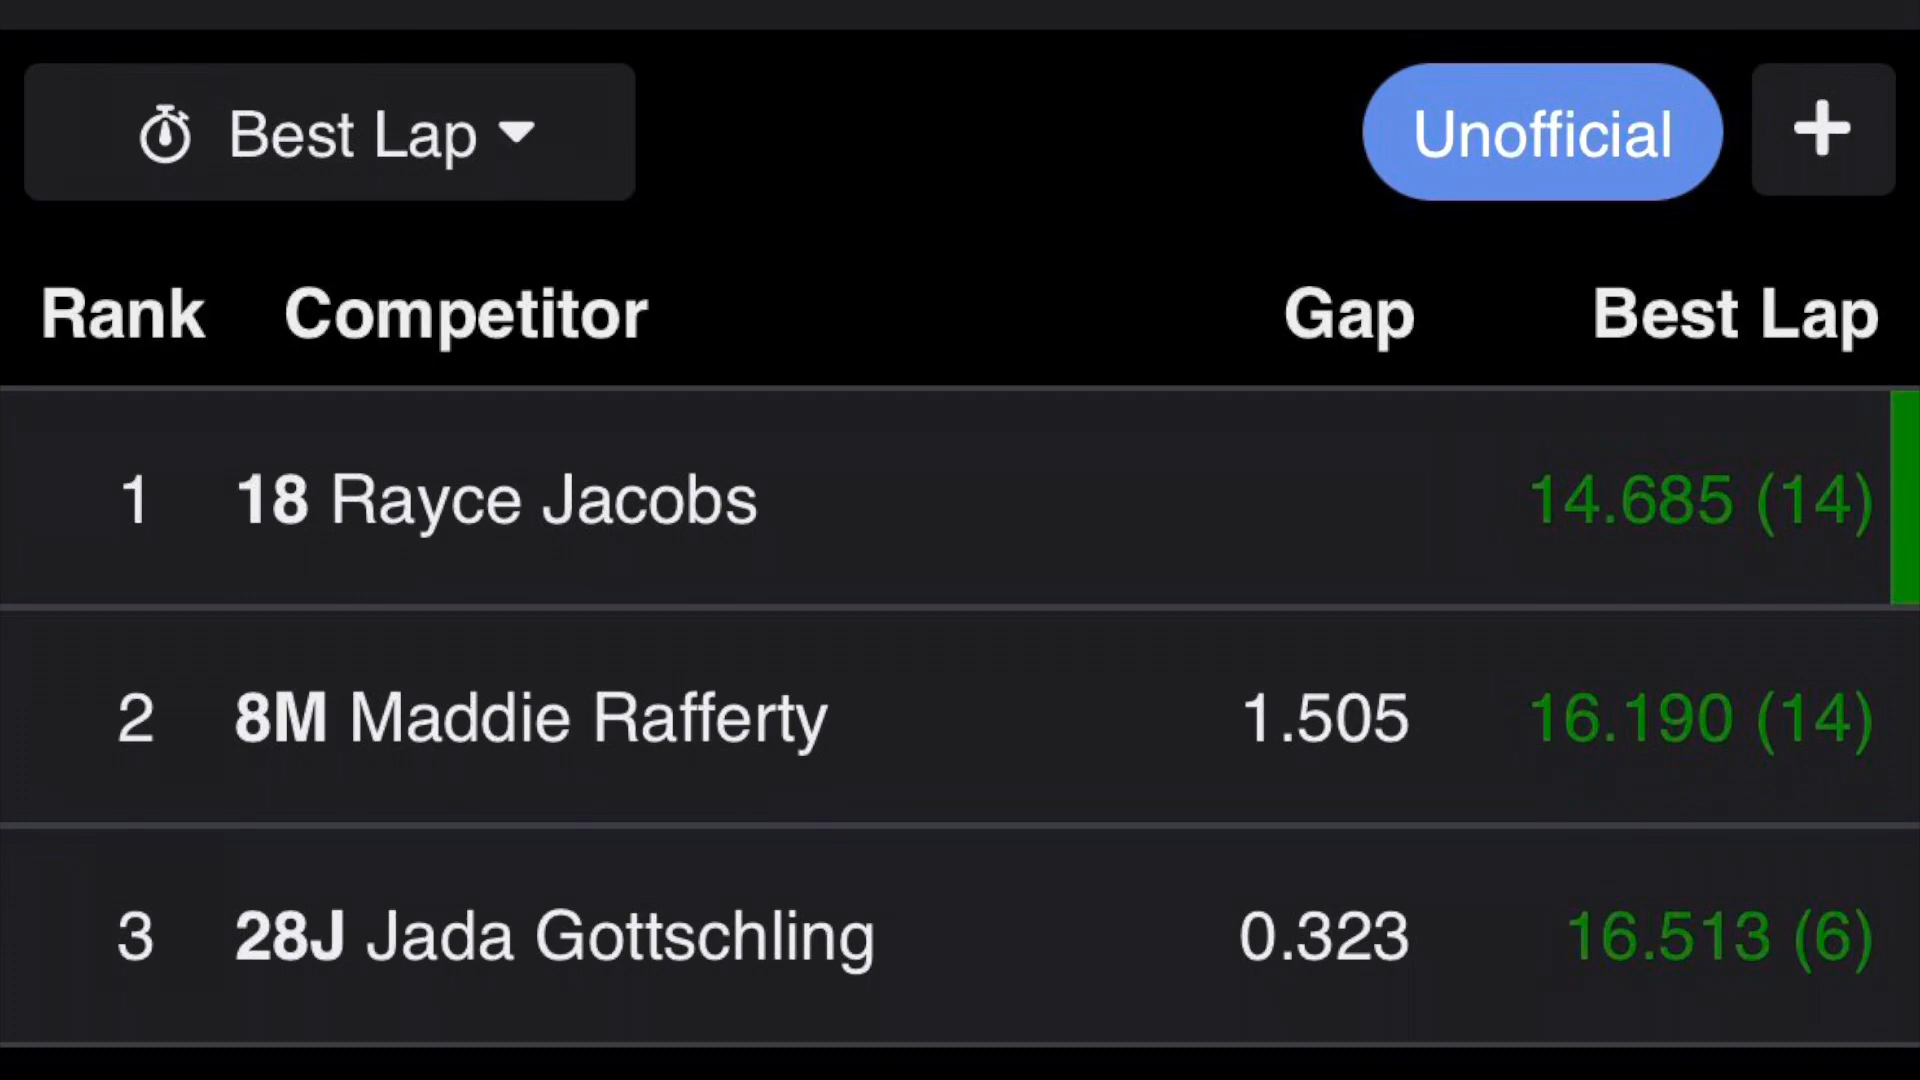 Best Lap Unofficial +
Rank Competitor Gap Best Lap
1 18 Rayce Jacobs 14.685 (14)
2 8M Maddie Rafferty 1.505 16.190 (14)
3 28J Jada Gottschling 0.323 16.513 (6)